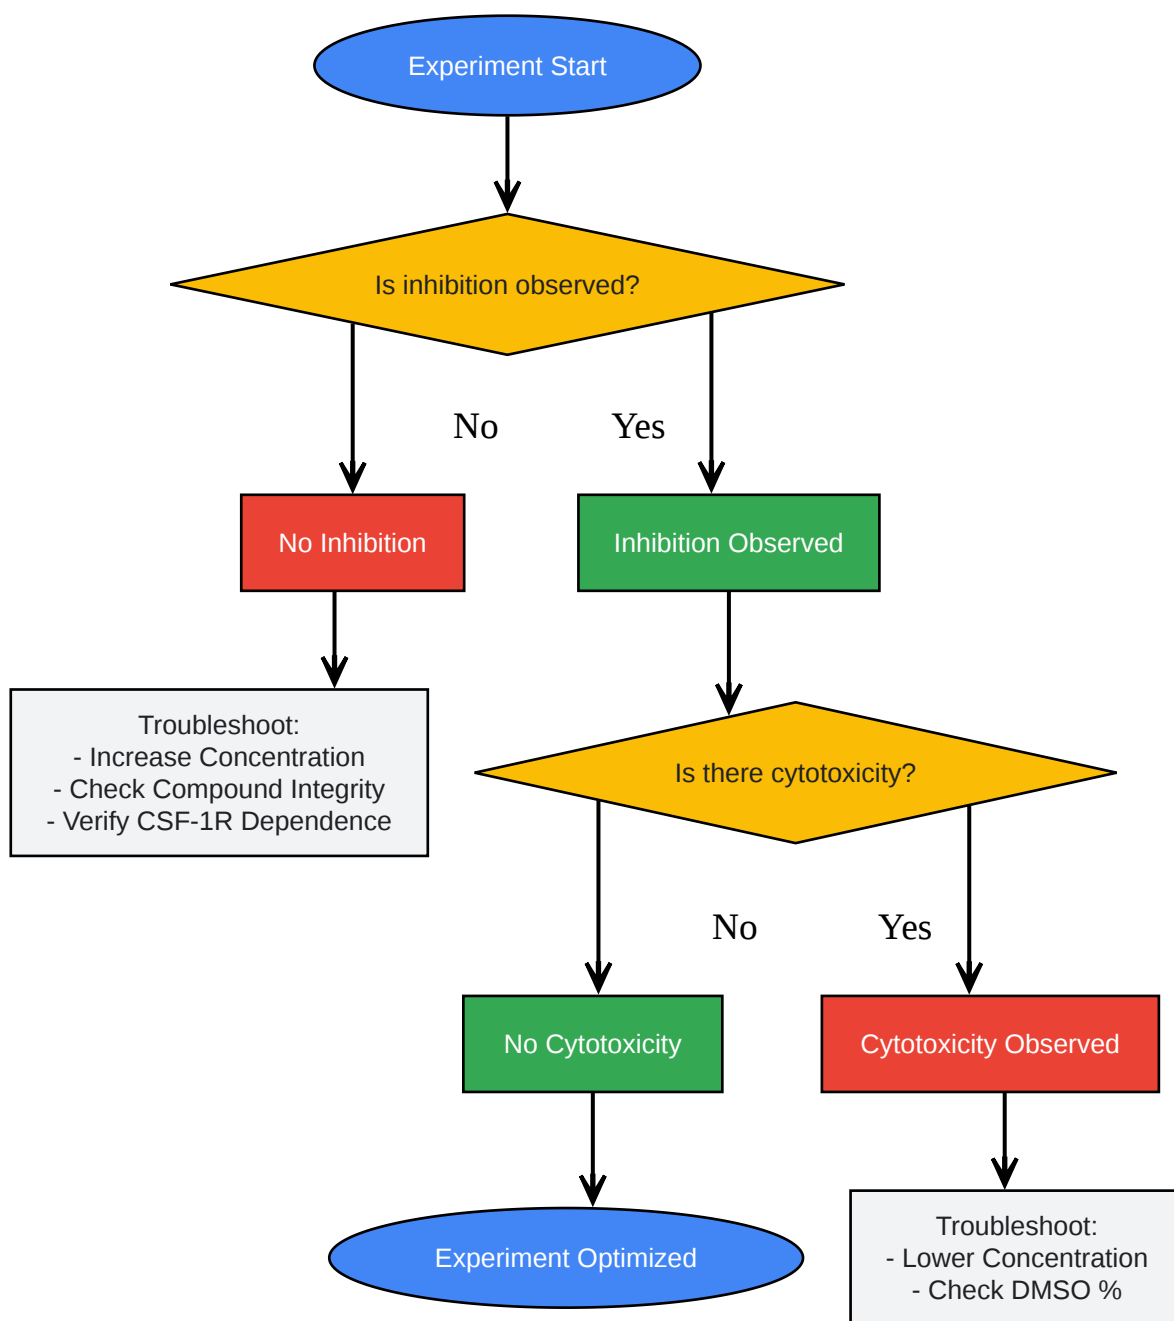 Experiment Start
Is inhibition observed?
No
Yes
No Inhibition
Inhibition Observed
Troubleshoot:
- Increase Concentration
- Check Compound Integrity
- Verify CSF-1R Dependence
Is there cytotoxicity?
No
Yes
No Cytotoxicity
Cytotoxicity Observed
Experiment Optimized
Troubleshoot:
- Lower Concentration
- Check DMSO %